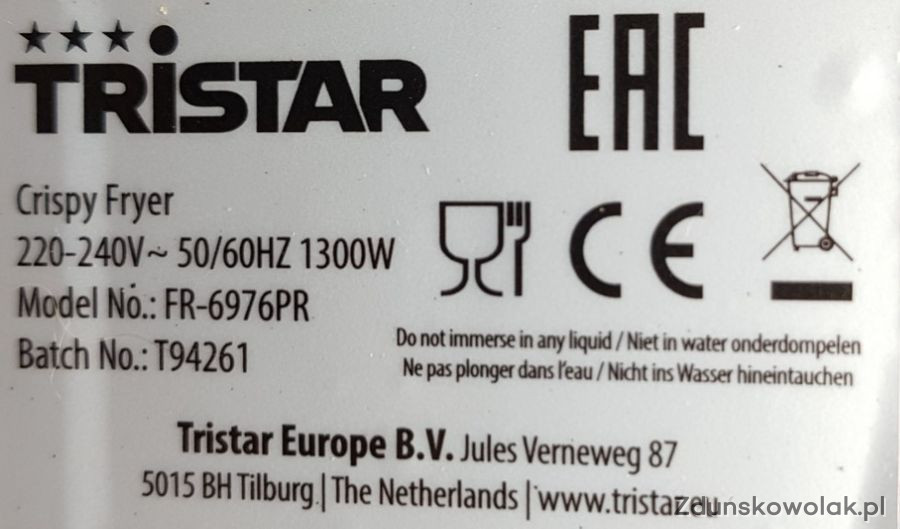 TRiSTAR
EAC
Crispy Fryer
220-240V~ 50/60HZ 1300W
Model No.: FR-6976PR
Batch No.: T94261
CE
Do not immerse in any liquid / Niet in water onderdompelen
Ne pas plonger dans l'eau / Nicht ins Wasser hineintauchen
Tristar Europe B.V. Jules Verneweg 87
5015 BH Tilburg | The Netherlands | www.tristar.eu
Zdunskowolak.pl